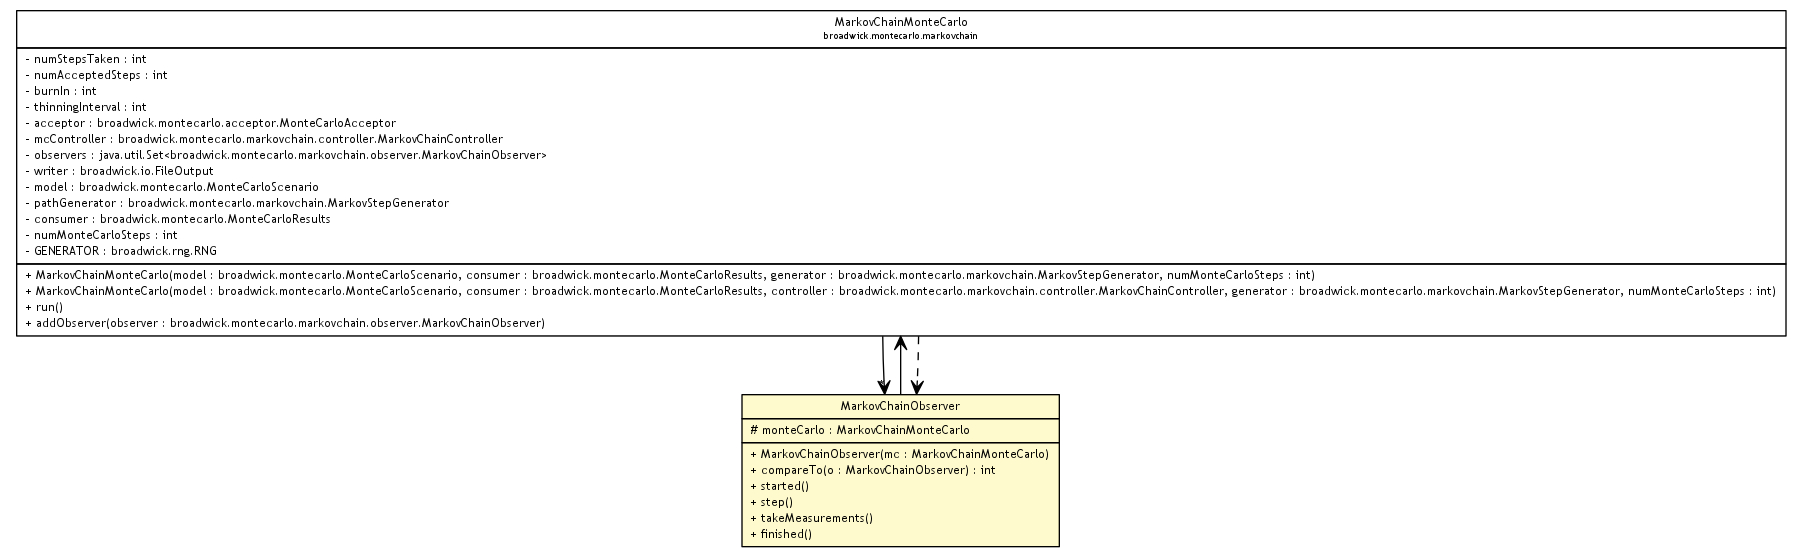 MarkovChainMonteCarlo
broadwick.montecarlo.markovchain
- numStepsTaken : int
- numAcceptedSteps : int
- burnIn : int
- thinningInterval : int
- acceptor : broadwick.montecarlo.acceptor.MonteCarloAcceptor
- mcController : broadwick.montecarlo.markovchain.controller.MarkovChainController
- observers : java.util.Set<broadwick.montecarlo.markovchain.observer.MarkovChainObserver>
- writer : broadwick.io.FileOutput
- model : broadwick.montecarlo.MonteCarloScenario
- pathGenerator : broadwick.montecarlo.markovchain.MarkovStepGenerator
- consumer : broadwick.montecarlo.MonteCarloResults
- numMonteCarloSteps : int
- GENERATOR : broadwick.rng.RNG
+ MarkovChainMonteCarlo(model : broadwick.montecarlo.MonteCarloScenario, consumer : broadwick.montecarlo.MonteCarloResults, generator : broadwick.montecarlo.markovchain.MarkovStepGenerator, numMonteCarloSteps : int)
+ MarkovChainMonteCarlo(model : broadwick.montecarlo.MonteCarloScenario, consumer : broadwick.montecarlo.MonteCarloResults, controller : broadwick.montecarlo.markovchain.controller.MarkovChainController, generator : broadwick.montecarlo.markovchain.MarkovStepGenerator, numMonteCarloSteps : int)
+ run()
+ addObserver(observer : broadwick.montecarlo.markovchain.observer.MarkovChainObserver)
MarkovChainObserver
# monteCarlo : MarkovChainMonteCarlo
+ MarkovChainObserver(mc : MarkovChainMonteCarlo)
+ compareTo(o : MarkovChainObserver) : int
+ started()
+ step()
+ takeMeasurements()
+ finished()